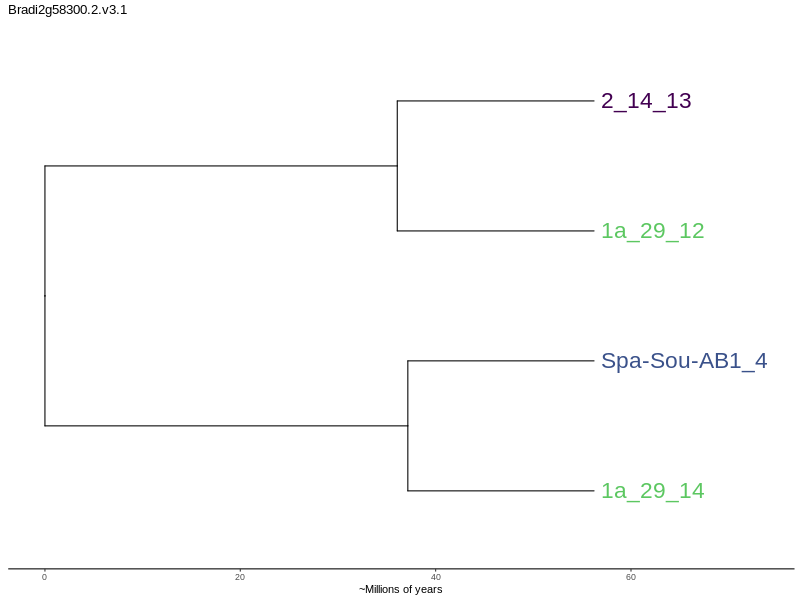 Bradi2g58300.2.v3.1
2_14_13
1a_29_12
Spa-Sou-AB1_4
1a_29_14
0 20 40 60
~Millions of years